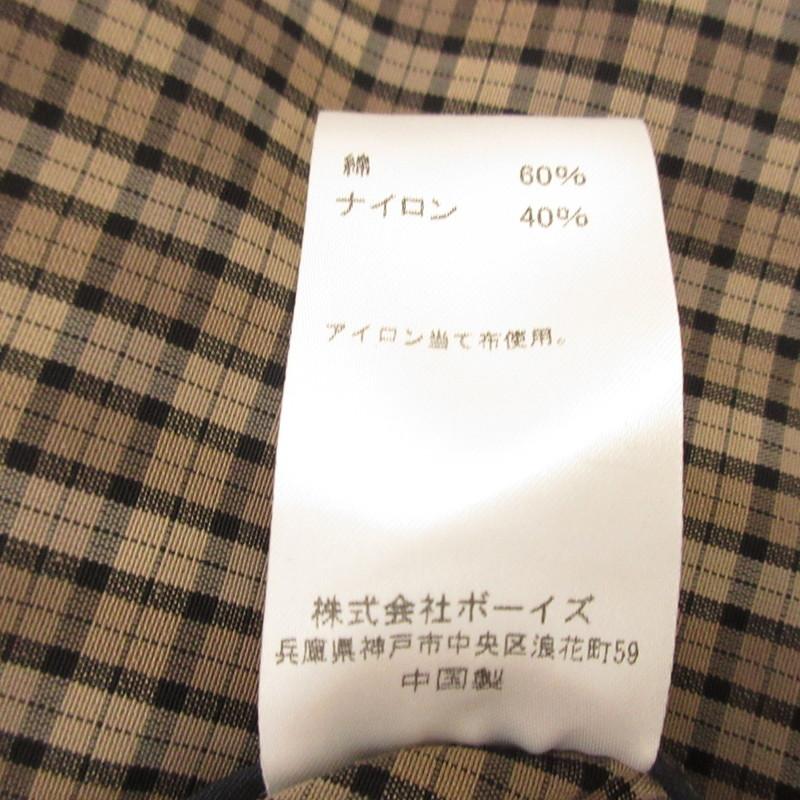 綿 60%
ナイロン 40%
アイロン当て布使用。
株式会社ボーイズ
兵庫県神戸市中央区浪花町59
中国製